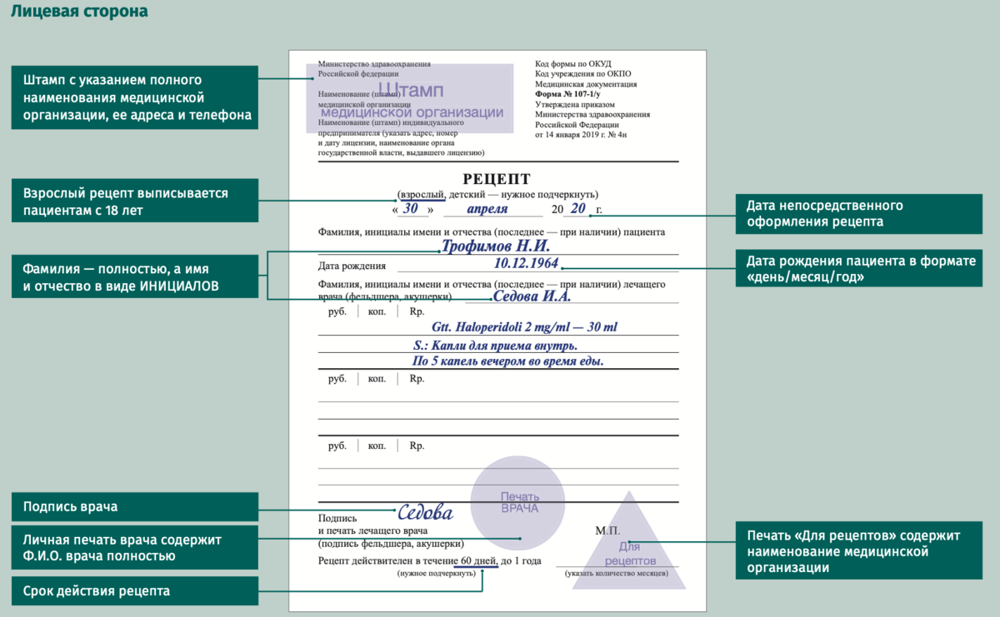 Лицевая сторона
Штамп с указанием полного
наименования медицинской
организации, ее адреса и телефона
Взрослый рецепт выписывается
пациентам с 18 лет
Фамилия — полностью, а имя
и отчество в виде ИНИЦИАЛОВ
Подпись врача
Личная печать врача содержит
Ф.И.О. врача полностью
Срок действия рецепта
Министерство здравоохранения
Российской федерации
Наименование (штамп)
медицинской организации
Наименование (штамп) индивидуального
предпринимателя (указать адрес, номер
и дату лицензии, наименование органа
государственной власти, выдавшего лицензию)
Штамп
медицинской организации
Код формы по ОКУД
Код учреждения по ОКПО
Медицинская документация
Форма № 107-1/у
Утверждена приказом
Министерства здравоохранения
Российской Федерации
от 14 января 2019 г. № 4н
РЕЦЕПТ
(взрослый, детский — нужное подчеркнуть)
« 30 » апреля 20 20 г.
Фамилия, инициалы имени и отчества (последнее — при наличии) пациента
Трофимов Н.И.
Дата рождения 10.12.1964
Фамилия, инициалы имени и отчества (последнее — при наличии) лечащего
врача (фельдшера, акушерки) Седова И.А.
руб. коп. Rp.
Gtt. Haloperidoli 2 mg/ml — 30 ml
S.: Капли для приема внутрь.
По 5 капель вечером во время еды.
руб. коп. Rp.
руб. коп. Rp.
Печать
ВРАЧА
Подпись Седова
и печать лечащего врача
(подпись фельдшера, акушерки)
М.П.
Для
рецептов
Рецепт действителен в течение 60 дней, до 1 года
(нужное подчеркнуть) (указать количество месяцев)
Дата непосредственного
оформления рецепта
Дата рождения пациента в формате
«день/месяц/год»
Печать «Для рецептов» содержит
наименование медицинской
организации